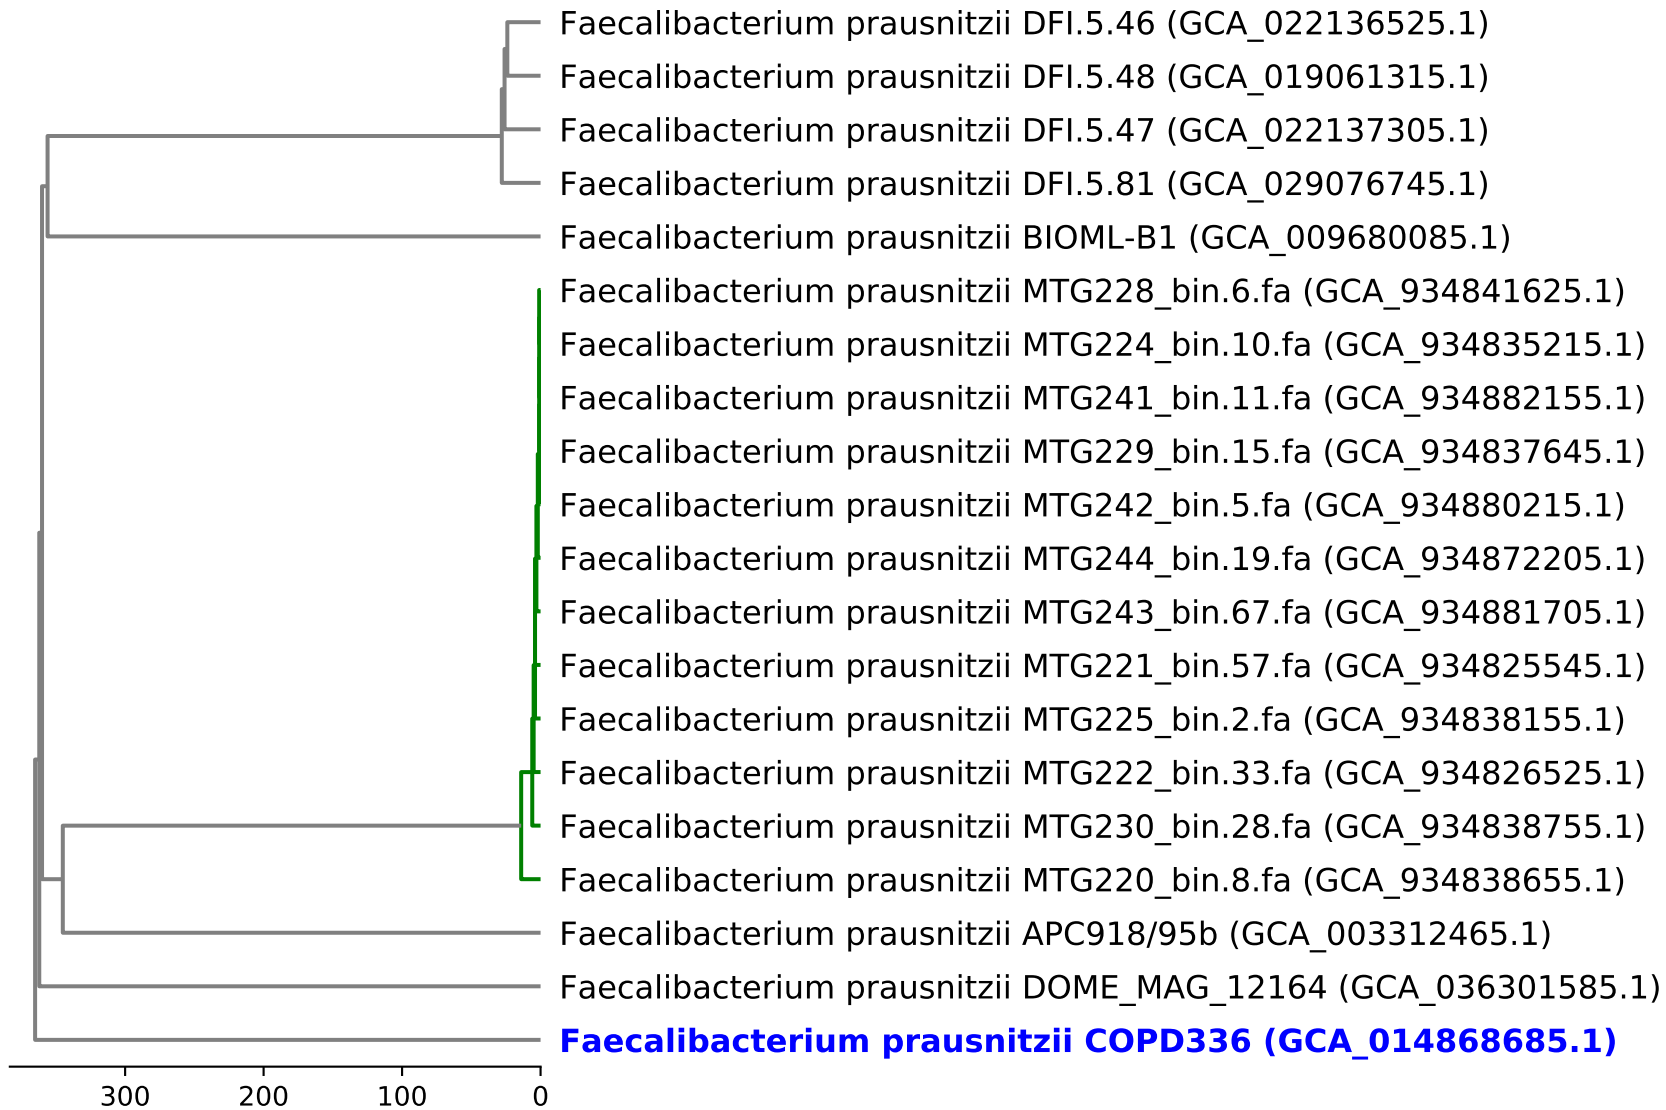 Faecalibacterium prausnitzii DFI.5.46 (GCA_022136525.1)
Faecalibacterium prausnitzii DFI.5.48 (GCA_019061315.1)
Faecalibacterium prausnitzii DFI.5.47 (GCA_022137305.1)
Faecalibacterium prausnitzii DFI.5.81 (GCA_029076745.1)
Faecalibacterium prausnitzii BIOML-B1 (GCA_009680085.1)
Faecalibacterium prausnitzii MTG228_bin.6.fa (GCA_934841625.1)
Faecalibacterium prausnitzii MTG224_bin.10.fa (GCA_934835215.1)
Faecalibacterium prausnitzii MTG241_bin.11.fa (GCA_934882155.1)
Faecalibacterium prausnitzii MTG229_bin.15.fa (GCA_934837645.1)
Faecalibacterium prausnitzii MTG242_bin.5.fa (GCA_934880215.1)
Faecalibacterium prausnitzii MTG244_bin.19.fa (GCA_934872205.1)
Faecalibacterium prausnitzii MTG243_bin.67.fa (GCA_934881705.1)
Faecalibacterium prausnitzii MTG221_bin.57.fa (GCA_934825545.1)
Faecalibacterium prausnitzii MTG225_bin.2.fa (GCA_934838155.1)
Faecalibacterium prausnitzii MTG222_bin.33.fa (GCA_934826525.1)
Faecalibacterium prausnitzii MTG230_bin.28.fa (GCA_934838755.1)
Faecalibacterium prausnitzii MTG220_bin.8.fa (GCA_934838655.1)
Faecalibacterium prausnitzii APC918/95b (GCA_003312465.1)
Faecalibacterium prausnitzii DOME_MAG_12164 (GCA_036301585.1)
Faecalibacterium prausnitzii COPD336 (GCA_014868685.1)
300 200 100 0